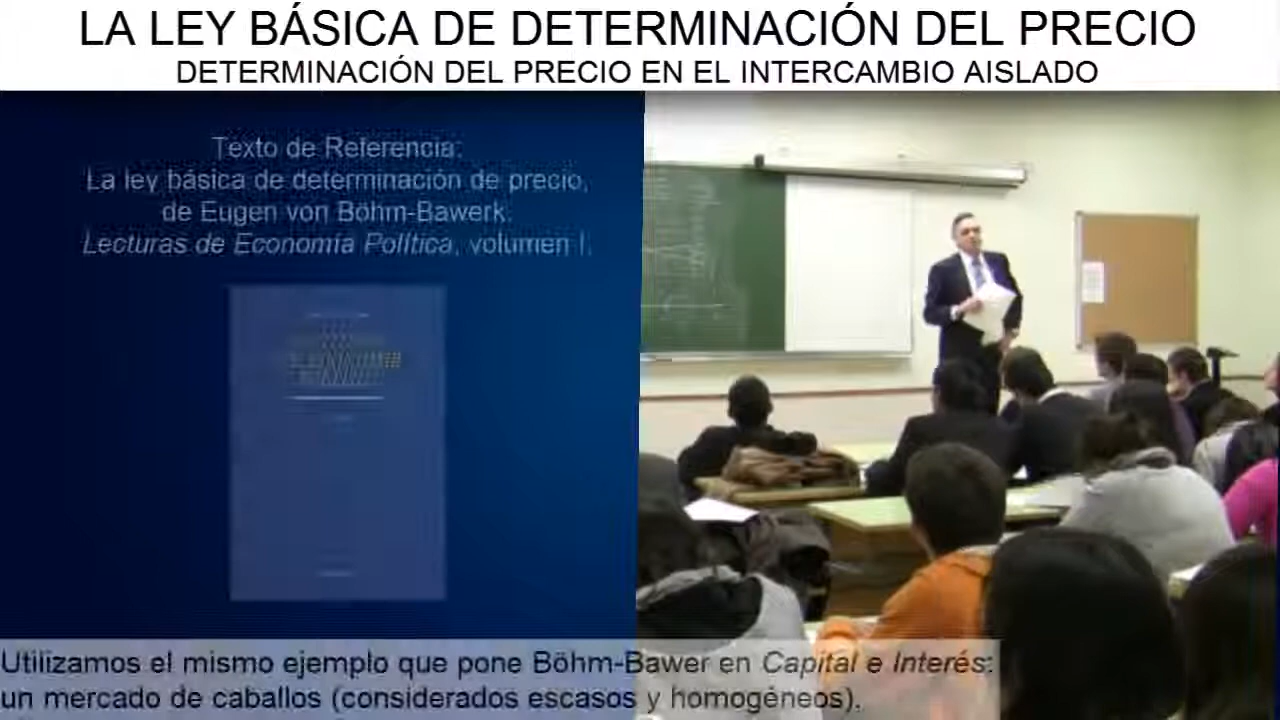 LA LEY BÁSICA DE DETERMINACIÓN DEL PRECIO
DETERMINACIÓN DEL PRECIO EN EL INTERCAMBIO AISLADO
Texto de Referencia:
La ley básica de determinación de precio,
de Eugen von Böhm-Bawerk.
Lecturas de Economía Política, volumen I.
Utilizamos el mismo ejemplo que pone Böhm-Bawer en Capital e Interés:
un mercado de caballos (considerados escasos y homogéneos).